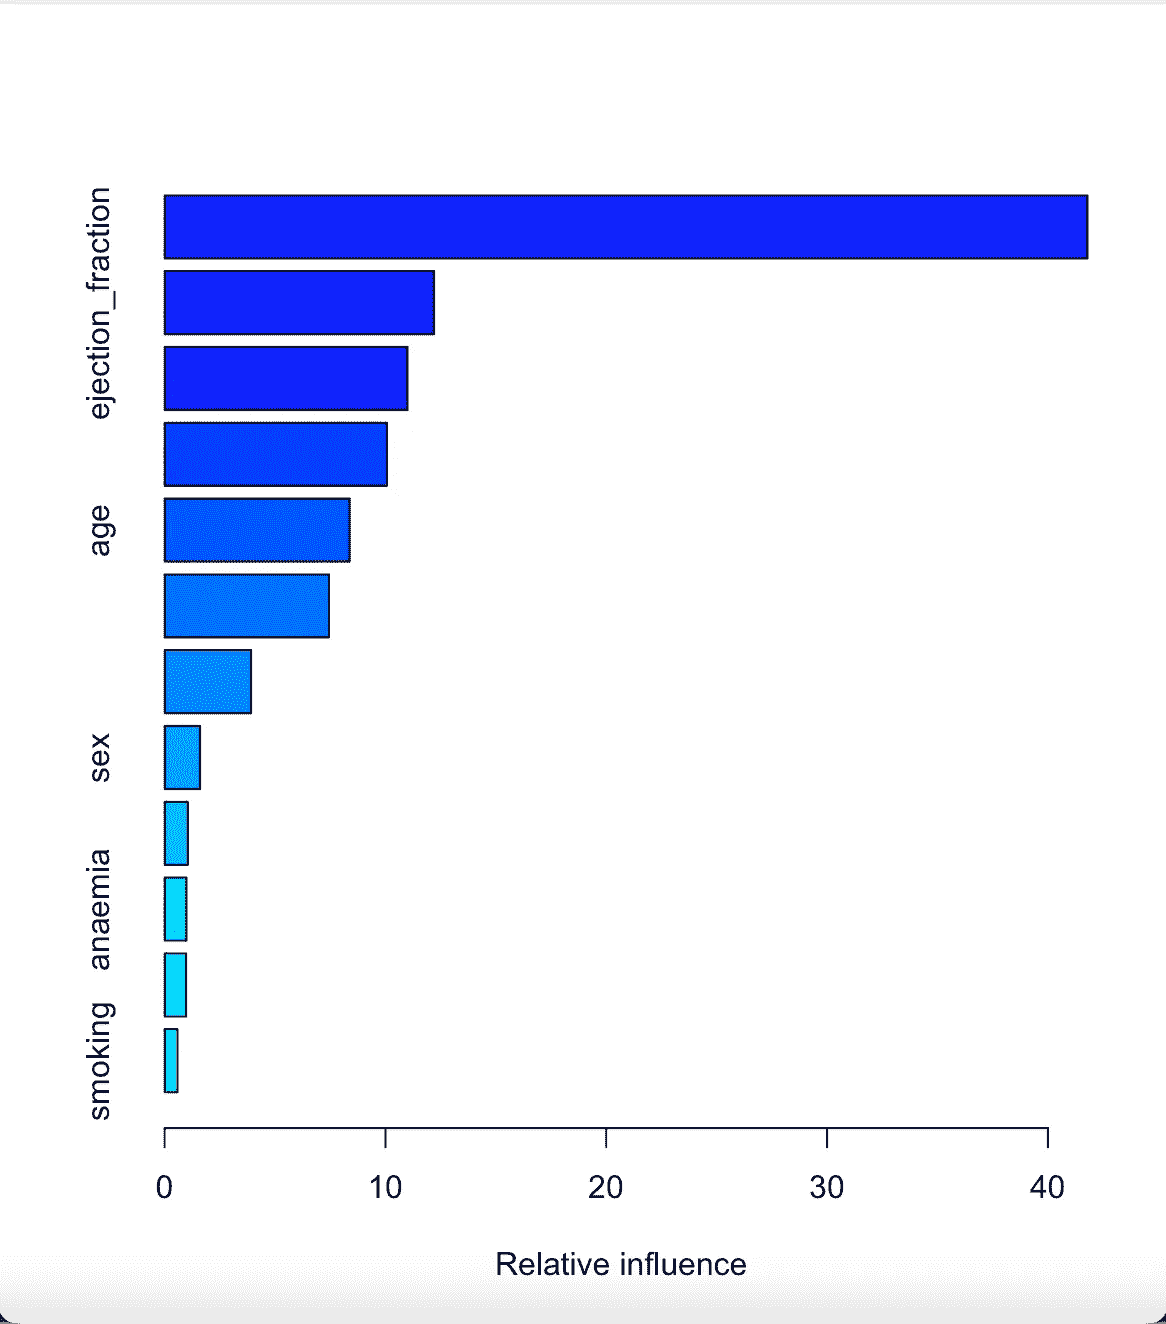 ejection_fraction
age
sex
anaemia
smoking
0 10 20 30 40
Relative influence